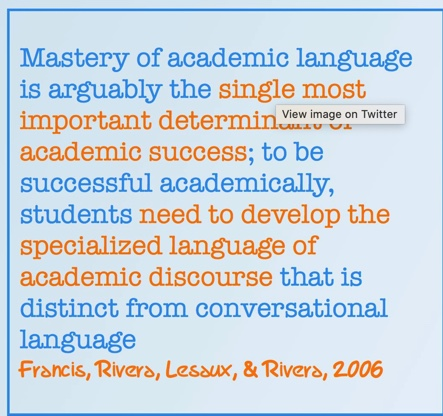 Mastery of academic language
is arguably the single most
View image on Twitter
important determinant of
academic success; to be
successful academically,
students need to develop the
specialized language of
academic discourse that is
distinct from conversational
language
Francis, Rivera, Lesaux, & Rivera, 2006